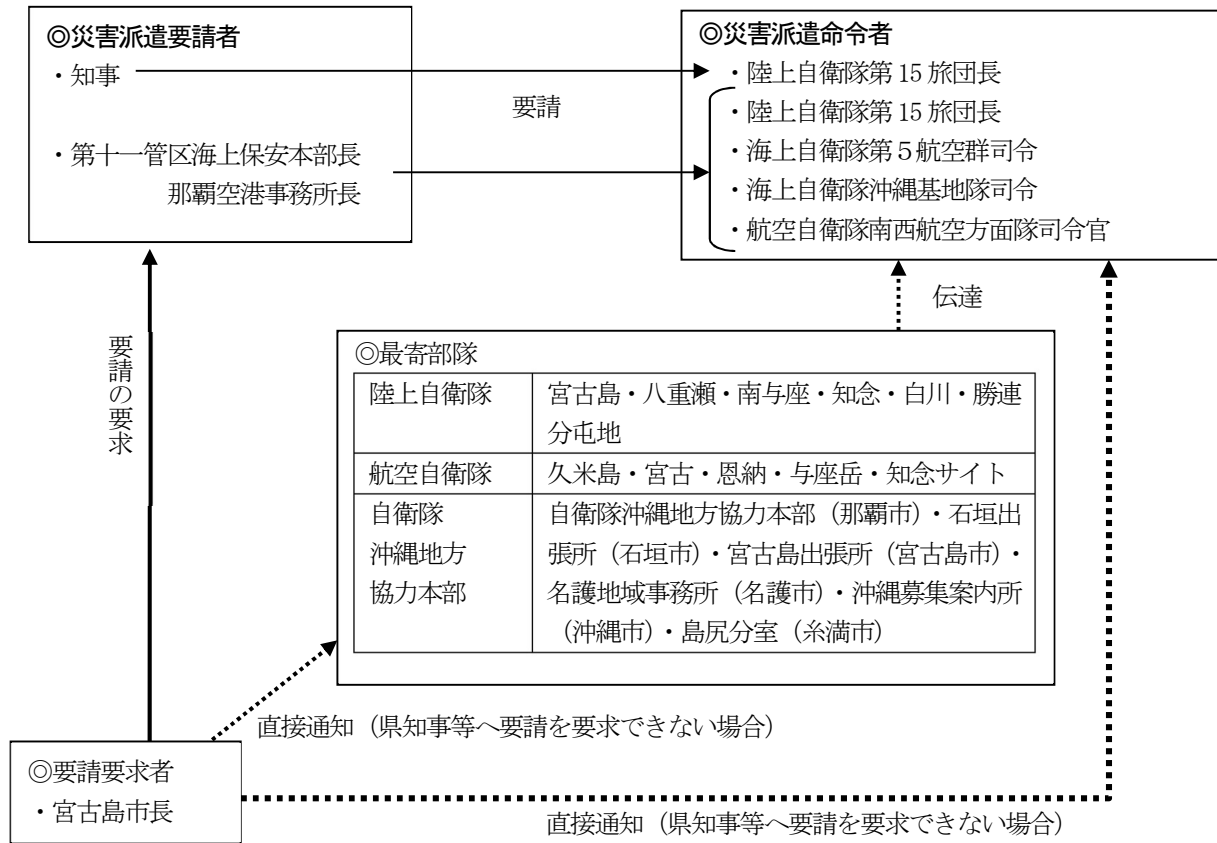 ◎災害派遣要請者
・知事
・第十一管区海上保安本部長
那覇空港事務所長
要請
◎災害派遣命令者
・陸上自衛隊第15旅団長
・陸上自衛隊第15旅団長
・海上自衛隊第5航空群司令
・海上自衛隊沖縄基地隊司令
・航空自衛隊南西航空方面隊司令官
伝達
要請の要求
◎最寄部隊
陸上自衛隊
宮古島・八重瀬・南与座・知念・白川・勝連
分屯地
航空自衛隊
久米島・宮古・恩納・与座岳・知念サイト
自衛隊
沖縄地方
協力本部
自衛隊沖縄地方協力本部（那覇市）・石垣出
張所（石垣市）・宮古島出張所（宮古島市）・
名護地域事務所（名護市）・沖縄募集案内所
（沖縄市）・島尻分室（糸満市）
直接通知（県知事等へ要請を要求できない場合）
◎要請要求者
・宮古島市長
直接通知（県知事等へ要請を要求できない場合）